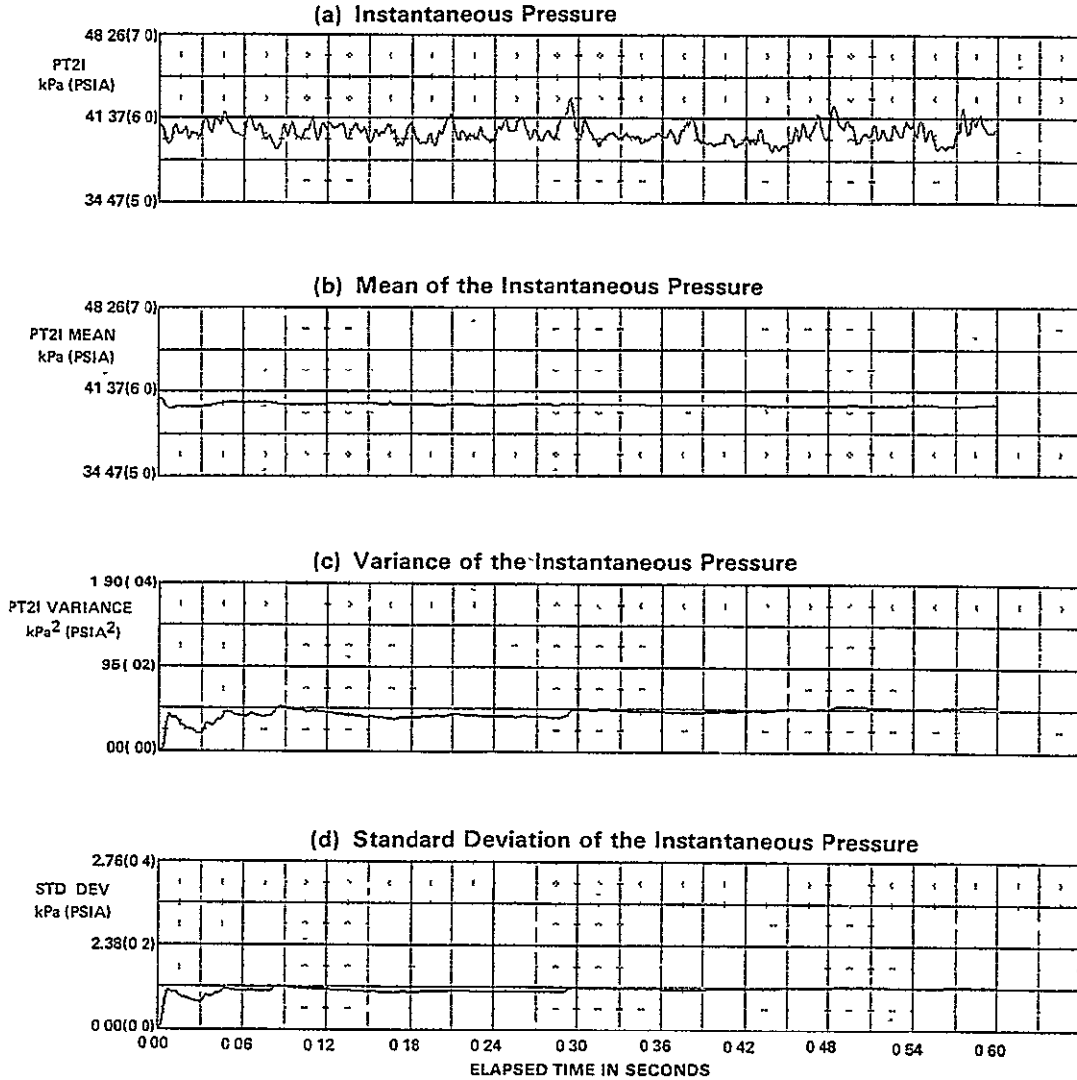 (a) Instantaneous Pressure
48 26(7 0)
PT2I
kPa (PSIA)
41 37(6 0)
34 47(5 0)
(b) Mean of the Instantaneous Pressure
48 26(7 0)
PT2I MEAN
kPa (PSIA)
41 37(6 0)
34 47(5 0)
(c) Variance of the Instantaneous Pressure
1 90( 04)
PT2I VARIANCE
kPa2 (PSIA2)
95( 02)
00( 00)
(d) Standard Deviation of the Instantaneous Pressure
2.76(0 4)
STD DEV
kPa (PSIA)
2.38(0 2)
0 00(0 0)
0 00 0 06 0 12 0 18 0 24 0 30 0 36 0 42 0 48 0 54 0 60
ELAPSED TIME IN SECONDS